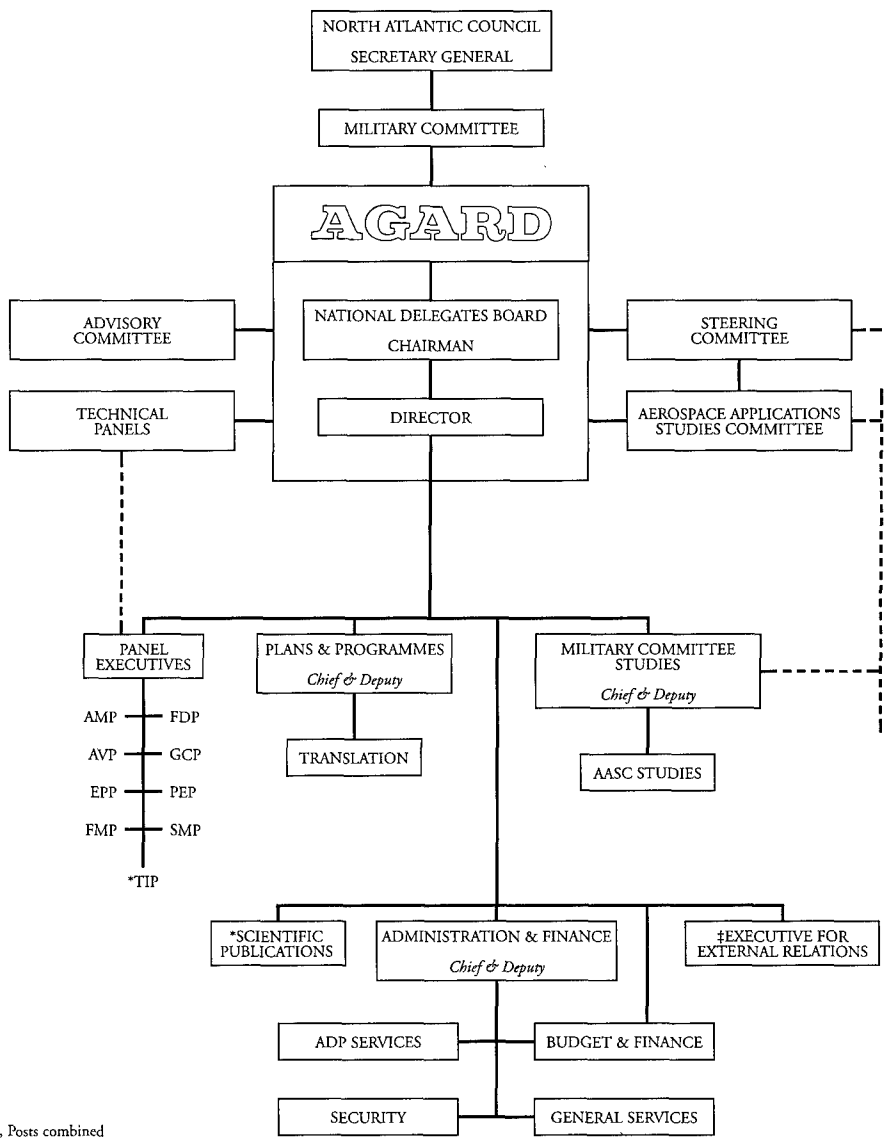 NORTH ATLANTIC COUNCIL
SECRETARY GENERAL
MILITARY COMMITTEE
AGARD
ADVISORY
COMMITTEE
NATIONAL DELEGATES BOARD
CHAIRMAN
STEERING
COMMITTEE
TECHNICAL
PANELS
DIRECTOR
AEROSPACE APPLICATIONS
STUDIES COMMITTEE
PANEL
EXECUTIVES
PLANS & PROGRAMMES
Chief & Deputy
MILITARY COMMITTEE
STUDIES
Chief & Deputy
AMP FDP
AVP GCP
EPP PEP
FMP SMP
*TIP
TRANSLATION
AASC STUDIES
*SCIENTIFIC
PUBLICATIONS
ADMINISTRATION & FINANCE
Chief & Deputy
‡EXECUTIVE FOR
EXTERNAL RELATIONS
ADP SERVICES
BUDGET & FINANCE
SECURITY
GENERAL SERVICES
, Posts combined